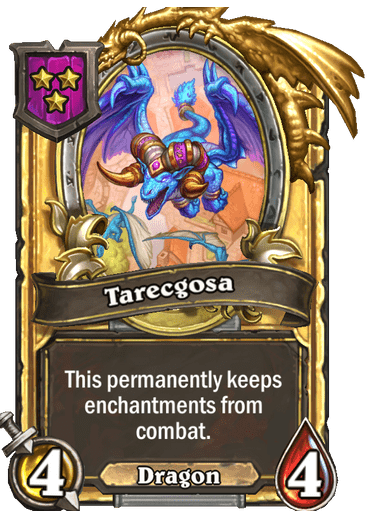 Tarecgosa
This permanently keeps
enchantments from
combat.
4
Dragon
4